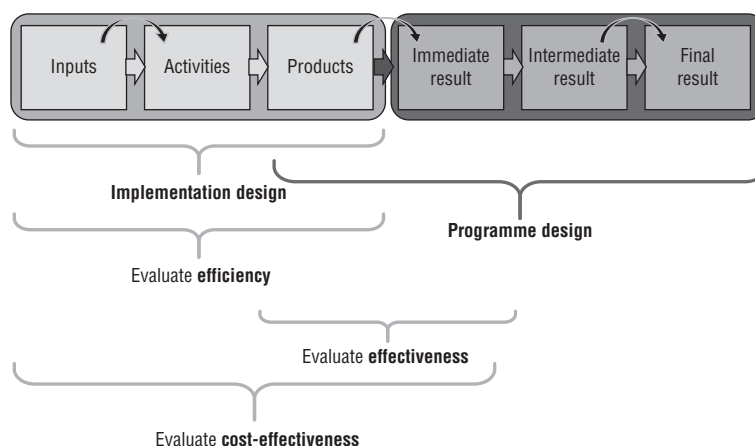 Inputs
Activities
Products
Immediate
result
Intermediate
result
Final
result
Implementation design
Programme design
Evaluate efficiency
Evaluate effectiveness
Evaluate cost-effectiveness